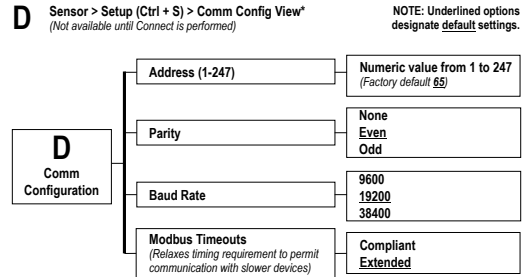 D
Sensor > Setup (Ctrl + S) > Comm Config View*
(Not available until Connect is performed)
NOTE: Underlined options
designate default settings.
D
Comm
Configuration
Address (1-247)
Numeric value from 1 to 247
(Factory default 65)
Parity
None
Even
Odd
Baud Rate
9600
19200
38400
Modbus Timeouts
(Relaxes timing requirement to permit
communication with slower devices)
Compliant
Extended